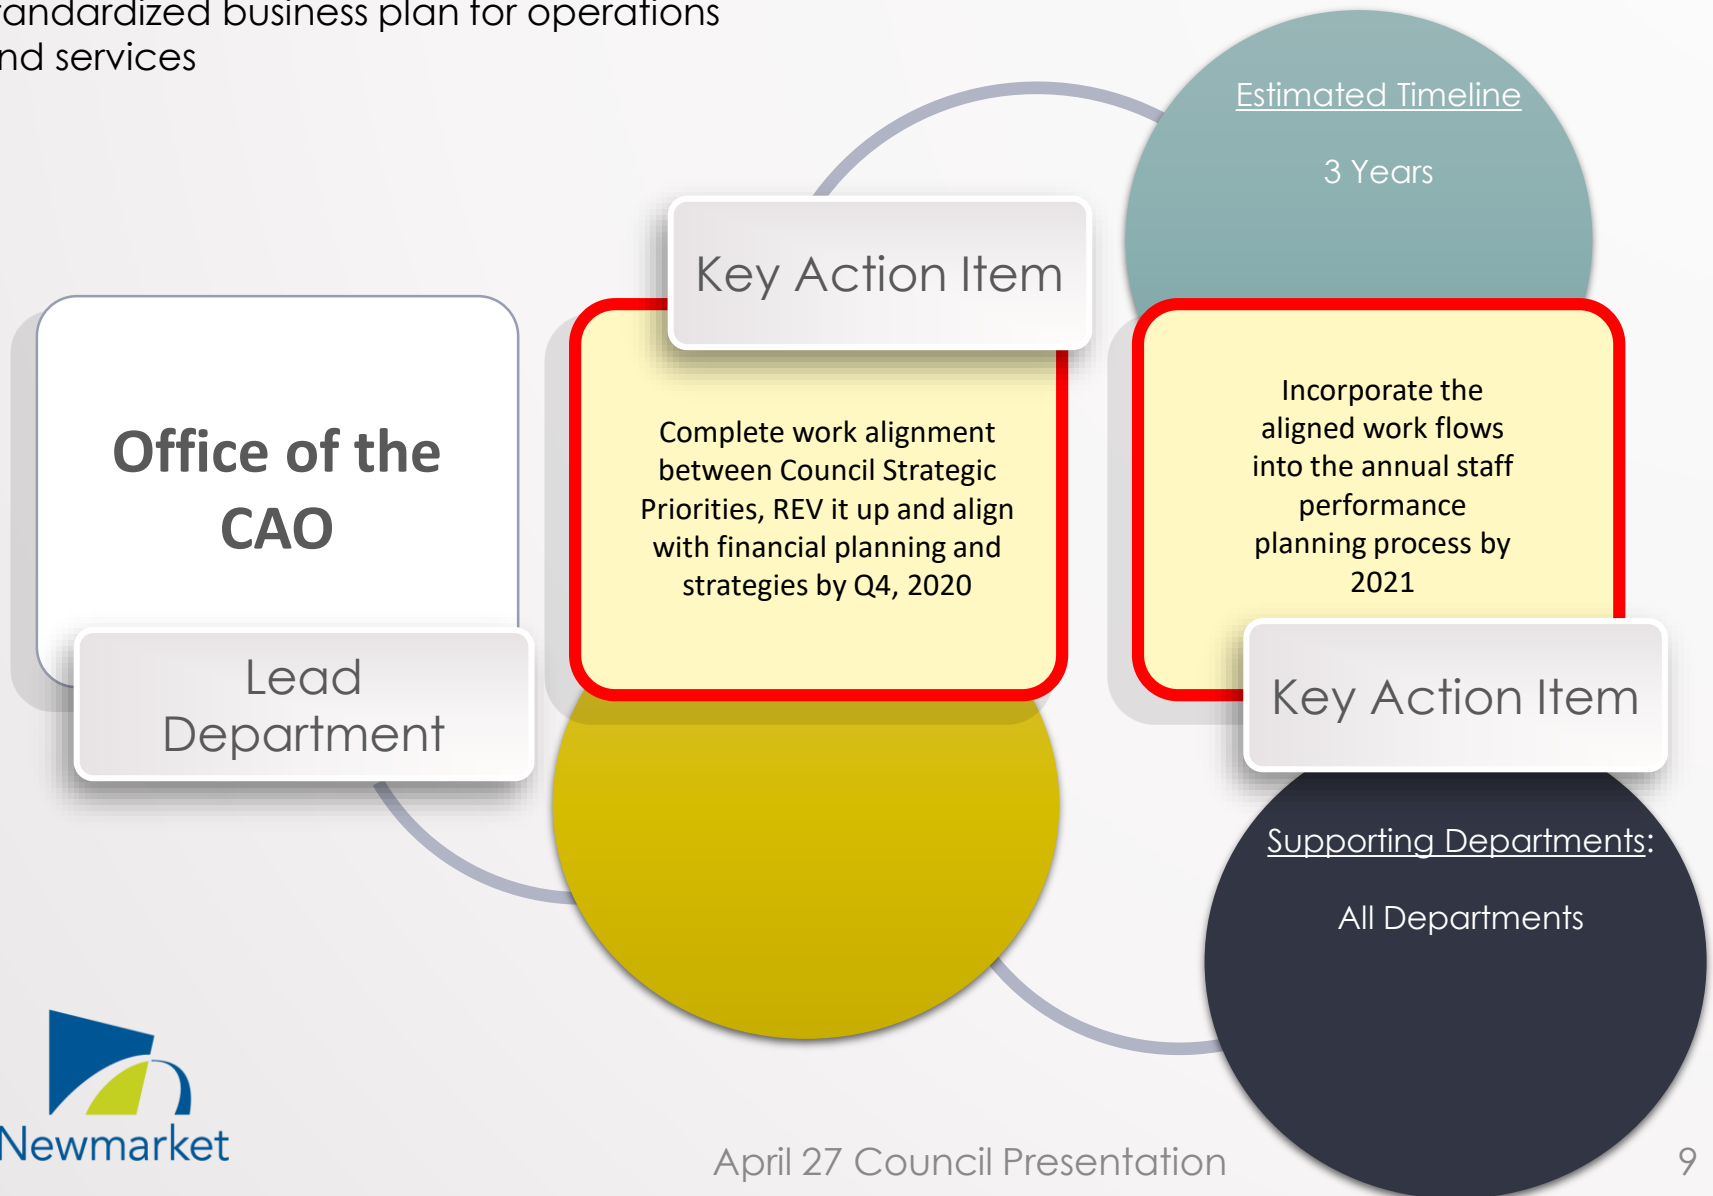 andardized business plan for operations
nd services
Estimated Timeline
3 Years
Key Action Item
Office of the
CAO
Lead
Department
Complete work alignment
between Council Strategic
Priorities, REV it up and align
with financial planning and
strategies by Q4, 2020
Incorporate the
aligned work flows
into the annual staff
performance
planning process by
2021
Key Action Item
Supporting Departments:
All Departments
Newmarket
April 27 Council Presentation
9